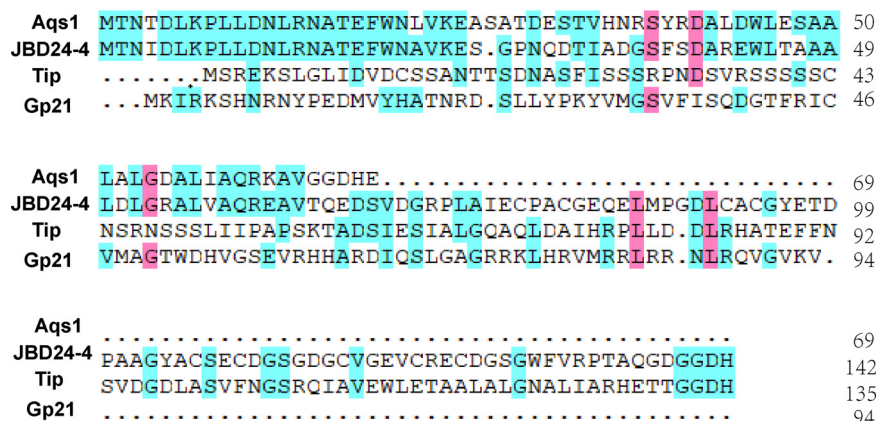 Aqs1 MTNTDLKPLLDNLRNATEFWNLVKEASATDESTVHNRSYRDALDWLESAA 50
JBD24-4 MTNIDLKPLLDNLRNATEFWNAVKES.GPNQDTIADGSFSDAREWLTAAA 49
Tip .......MSREKSLGLIDVDCSSANTTSDNASFISSSRPNDSVRSSSSSC 43
Gp21 ...MKIRKSHNRNYPEDMVYHATNRD.SLLYPKYVMGSVFISQDGTFRIC 46
Aqs1 LALGDALIAQRKAVGGDHE............................... 69
JBD24-4 LDLGRALVAQREAVTQEDSVDGRPLAIECPACGEQELMPGDLCACGYETD 99
Tip NSRNSSSLIIPAPSKTADSIESIALGQAQLDAIHRPLLD.DLRHATEFFN 92
Gp21 VMAGTWDHVGSEVRHHARDIQSLGAGRRKLHRVMRRLRR.NLRQVGVKV. 94
Aqs1 ........................................... 69
JBD24-4 PAAGYACSECDGSGDGCVGEVCRECDGSGWFVRPTAQGDGGDH 142
Tip SVDGDLASVFNGSRQIAVEWLETAALALGNALIARHETTGGDH 135
Gp21 ........................................... 94